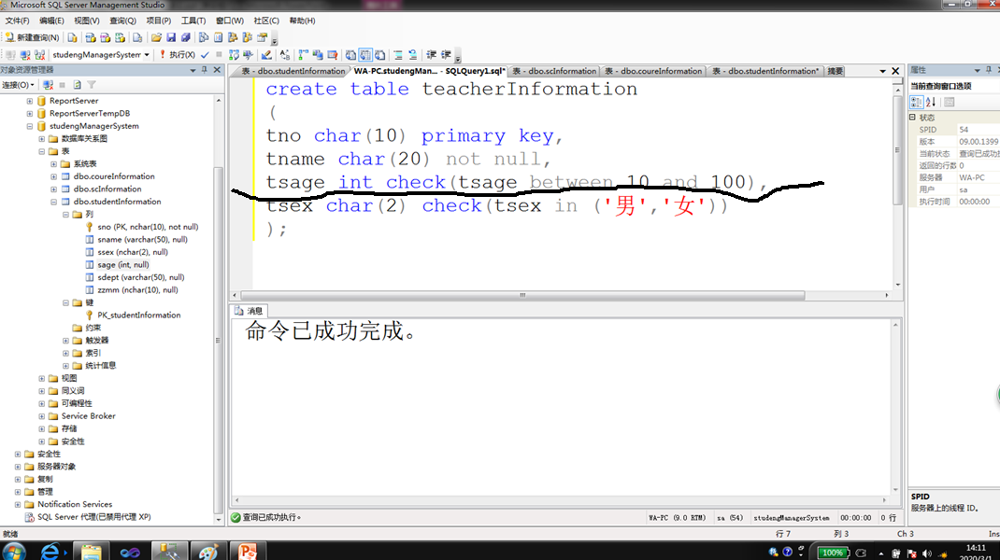 Microsoft SQL Server Management Studio
文件(F) 编辑(E) 视图(V) 查询(Q) 项目(P) 工具(T) 窗口(W) 社区(C) 帮助(H)
新建查询(N)
studengManagerSystem 执行(X)
对象资源管理器
连接(O)
ReportServer
ReportServerTempDB
studengManagerSystem
数据库关系图
表
系统表
dbo.coureInformation
dbo.scInformation
dbo.studentInformation
列
sno (PK, nchar(10), not null)
sname (varchar(50), null)
ssex (nchar(2), null)
sage (int, null)
sdept (varchar(50), null)
zzmm (nchar(10), null)
键
PK_studentInformation
约束
触发器
索引
统计信息
视图
同义词
可编程性
Service Broker
存储
安全性
安全性
服务器对象
复制
管理
Notification Services
SQL Server 代理(已禁用代理 XP)
表 - dbo.studentInformation WA-PC.studengMan... - SQLQuery1.sql* 表 - dbo.scInformation 表 - dbo.coureInformation 表 - dbo.studentInformation* 摘要
create table teacherInformation
(
tno char(10) primary key,
tname char(20) not null,
tsage int check(tsage between 10 and 100),
tsex char(2) check(tsex in ('男','女'))
);
消息
命令已成功完成。
查询已成功执行。 WA-PC (9.0 RTM) sa (54) studengManagerSystem 00:00:00 0 行
属性
当前查询窗口选项
状态
SPID 54
版本 09.00.1399
当前状态 查询已成功
返回的行数 0
服务器 WA-PC
用户 sa
执行时间 00:00:00
SPID
服务器上的线程 ID。
就绪 行 7 列 3 Ch 3 Ins
100% 14:11
2020/3/1